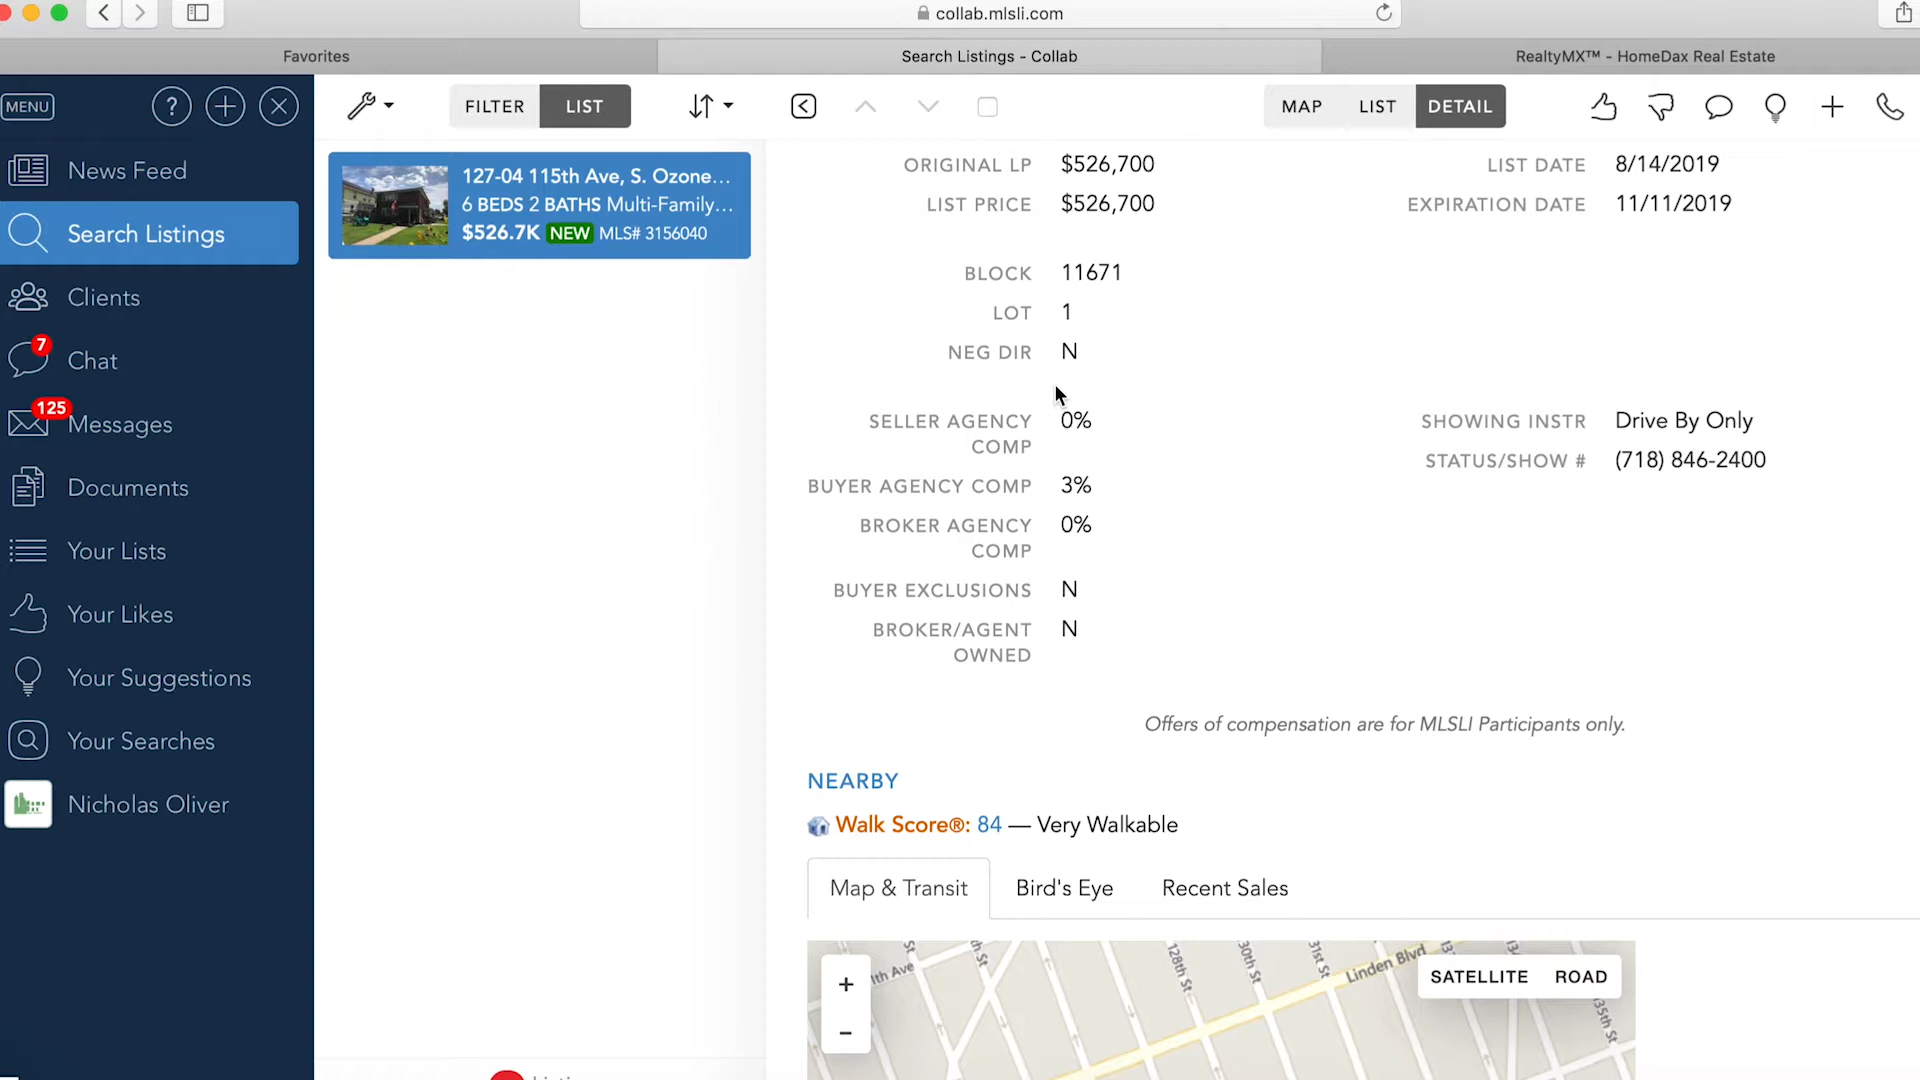 collab.mlsli.com
Favorites
Search Listings - Collab
RealtyMX™ - HomeDax Real Estate
MENU
?
FILTER
LIST
MAP
LIST
DETAIL
News Feed
Search Listings
Clients
7
Chat
125
Messages
Documents
Your Lists
Your Likes
Your Suggestions
Your Searches
Nicholas Oliver
127-04 115th Ave, S. Ozone...
6 BEDS 2 BATHS Multi-Family...
$526.7K NEW MLS# 3156040
ORIGINAL LP $526,700
LIST PRICE $526,700
LIST DATE 8/14/2019
EXPIRATION DATE 11/11/2019
BLOCK 11671
LOT 1
NEG DIR N
SELLER AGENCY 0%
COMP
BUYER AGENCY COMP 3%
BROKER AGENCY 0%
COMP
BUYER EXCLUSIONS N
BROKER/AGENT N
OWNED
SHOWING INSTR Drive By Only
STATUS/SHOW # (718) 846-2400
Offers of compensation are for MLSLI Participants only.
NEARBY
Walk Score®: 84 — Very Walkable
Map & Transit
Bird's Eye
Recent Sales
+
−
Ave
128th St
Linden Blvd
SATELLITE
ROAD